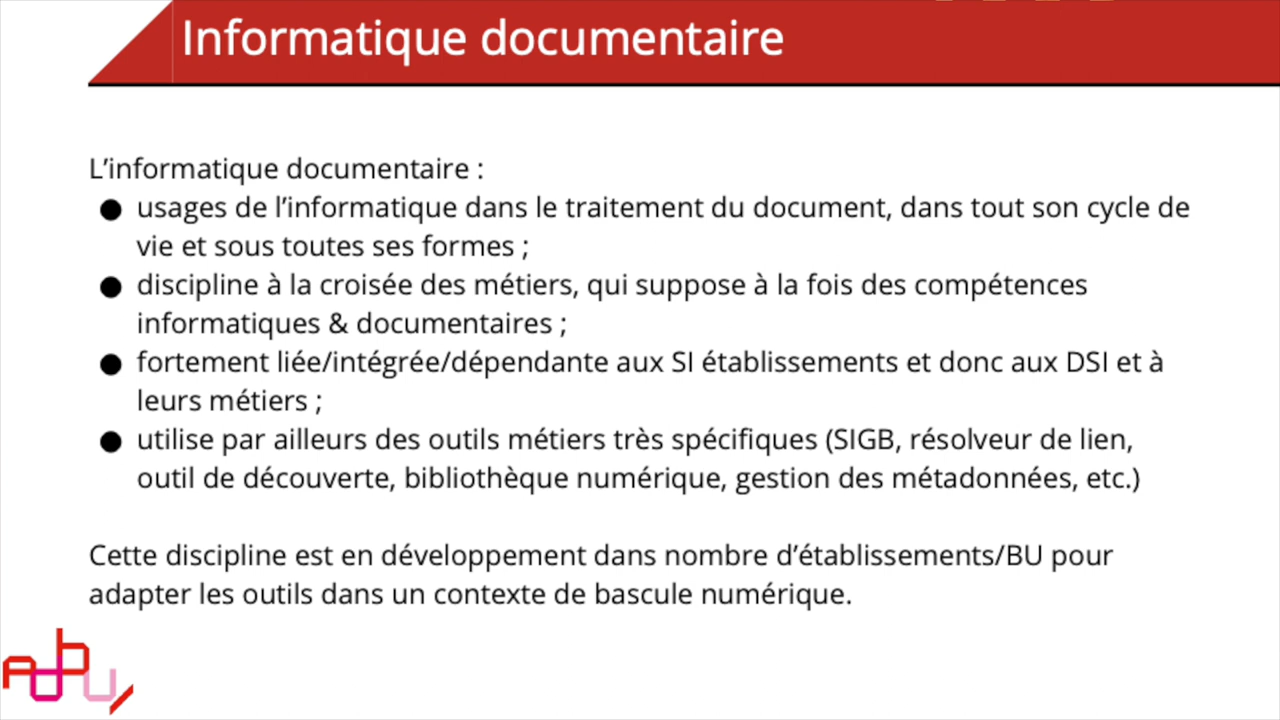 Informatique documentaire
L’informatique documentaire :
● usages de l’informatique dans le traitement du document, dans tout son cycle de
vie et sous toutes ses formes ;
● discipline à la croisée des métiers, qui suppose à la fois des compétences
informatiques & documentaires ;
● fortement liée/intégrée/dépendante aux SI établissements et donc aux DSI et à
leurs métiers ;
● utilise par ailleurs des outils métiers très spécifiques (SIGB, résolveur de lien,
outil de découverte, bibliothèque numérique, gestion des métadonnées, etc.)
Cette discipline est en développement dans nombre d’établissements/BU pour
adapter les outils dans un contexte de bascule numérique.
adbu/